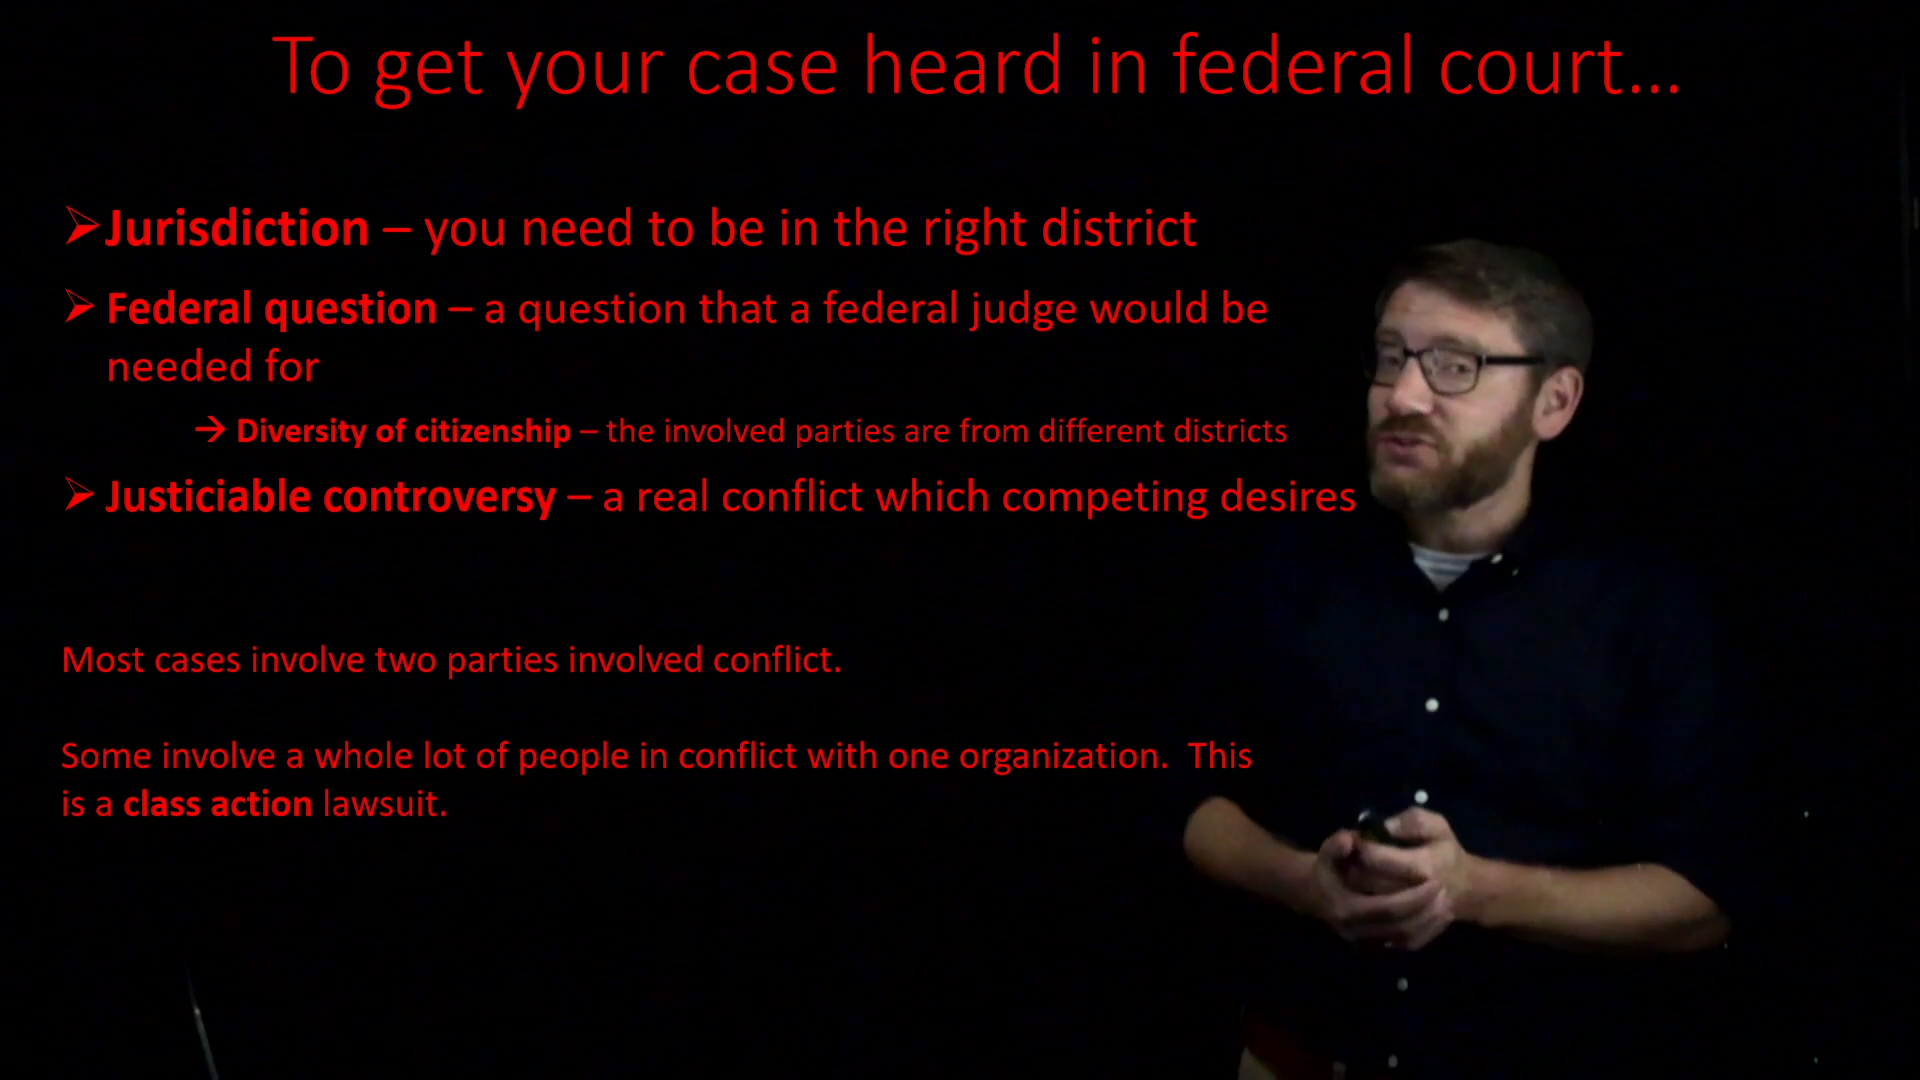 To get your case heard in federal court...
➢Jurisdiction – you need to be in the right district
➢ Federal question – a question that a federal judge would be
needed for
→ Diversity of citizenship – the involved parties are from different districts
➢ Justiciable controversy – a real conflict which competing desires
Most cases involve two parties involved conflict.
Some involve a whole lot of people in conflict with one organization.  This
is a class action lawsuit.